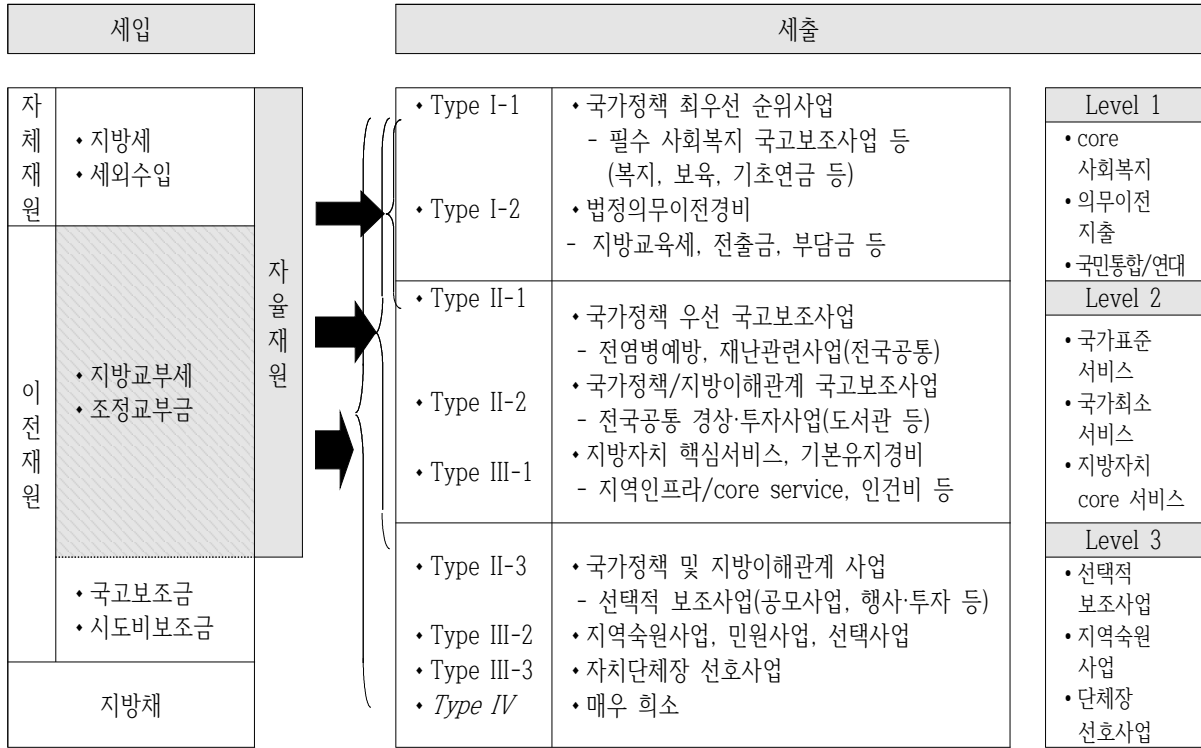 세입
세출
자
체
재
원
• 지방세
• 세외수입
이
전
재
원
• 지방교부세
• 조정교부금
• 국고보조금
• 시도비보조금
지방채
자
율
재
원
• Type I-1
• 국가정책 최우선 순위사업
- 필수 사회복지 국고보조사업 등
(복지, 보육, 기초연금 등)
• Type I-2
• 법정의무이전경비
- 지방교육세, 전출금, 부담금 등
• Type II-1
• 국가정책 우선 국고보조사업
- 전염병예방, 재난관련사업(전국공통)
• Type II-2
• 국가정책/지방이해관계 국고보조사업
- 전국공통 경상·투자사업(도서관 등)
• Type III-1
• 지방자치 핵심서비스, 기본유지경비
- 지역인프라/core service, 인건비 등
• Type II-3
• 국가정책 및 지방이해관계 사업
- 선택적 보조사업(공모사업, 행사·투자 등)
• Type III-2
• 지역숙원사업, 민원사업, 선택사업
• Type III-3
• 자치단체장 선호사업
• Type IV
• 매우 희소
Level 1
• core
사회복지
• 의무이전
지출
• 국민통합/연대
Level 2
• 국가표준
서비스
• 국가최소
서비스
• 지방자치
core 서비스
Level 3
• 선택적
보조사업
• 지역숙원
사업
• 단체장
선호사업